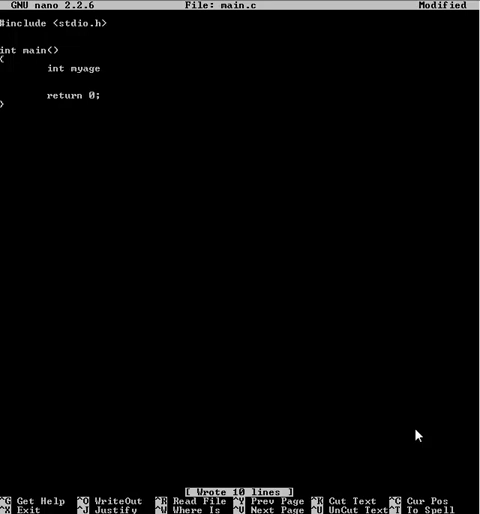 GNU nano 2.2.6 File: main.c Modified
#include <stdio.h>
int main()
{
int myage
return 0;
}
[ Wrote 10 lines ]
^G Get Help ^O WriteOut ^R Read File ^Y Prev Page ^K Cut Text ^C Cur Pos
^X Exit ^J Justify ^W Where Is ^V Next Page ^U UnCut Text ^T To Spell